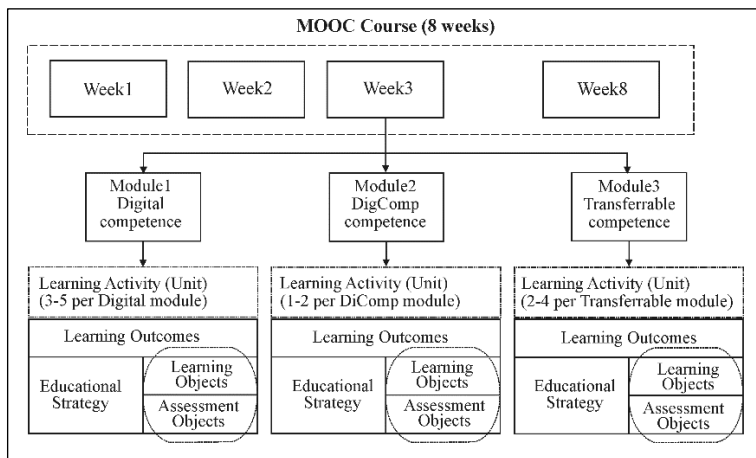 MOOC Course (8 weeks)
Week1
Week2
Week3
Week8
Module1
Digital
competence
Module2
DigComp
competence
Module3
Transferrable
competence
Learning Activity (Unit)
(3-5 per Digital module)
Learning Activity (Unit)
(1-2 per DiComp module)
Learning Activity (Unit)
(2-4 per Transferrable module)
Learning Outcomes
Educational
Strategy
Learning
Objects
Assessment
Objects
Learning Outcomes
Educational
Strategy
Learning
Objects
Assessment
Objects
Learning Outcomes
Educational
Strategy
Learning
Objects
Assessment
Objects